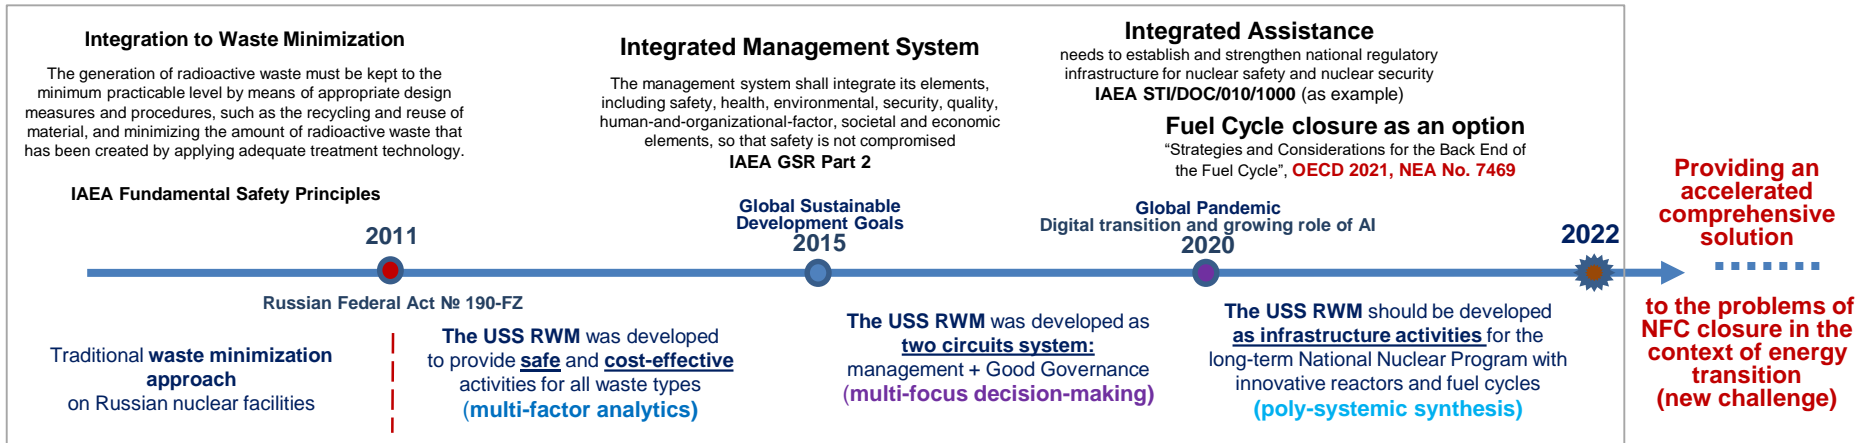 Integration to Waste Minimization
The generation of radioactive waste must be kept to the
minimum practicable level by means of appropriate design
measures and procedures, such as the recycling and reuse of
material, and minimizing the amount of radioactive waste that
has been created by applying adequate treatment technology.
IAEA Fundamental Safety Principles
Integrated Management System
The management system shall integrate its elements,
including safety, health, environmental, security, quality,
human-and-organizational-factor, societal and economic
elements, so that safety is not compromised
IAEA GSR Part 2
Integrated Assistance
needs to establish and strengthen national regulatory
infrastructure for nuclear safety and nuclear security
IAEA STI/DOC/010/1000 (as example)
Fuel Cycle closure as an option
“Strategies and Considerations for the Back End of
the Fuel Cycle”, OECD 2021, NEA No. 7469
2011
Global Sustainable
Development Goals
2015
Global Pandemic
Digital transition and growing role of AI
2020
2022
Russian Federal Act № 190-FZ
Traditional waste minimization
approach
on Russian nuclear facilities
The USS RWM was developed
to provide safe and cost-effective
activities for all waste types
(multi-factor analytics)
The USS RWM was developed as
two circuits system:
management + Good Governance
(multi-focus decision-making)
The USS RWM should be developed
as infrastructure activities for the
long-term National Nuclear Program with
innovative reactors and fuel cycles
(poly-systemic synthesis)
Providing an
accelerated
comprehensive
solution
to the problems of
NFC closure in the
context of energy
transition
(new challenge)